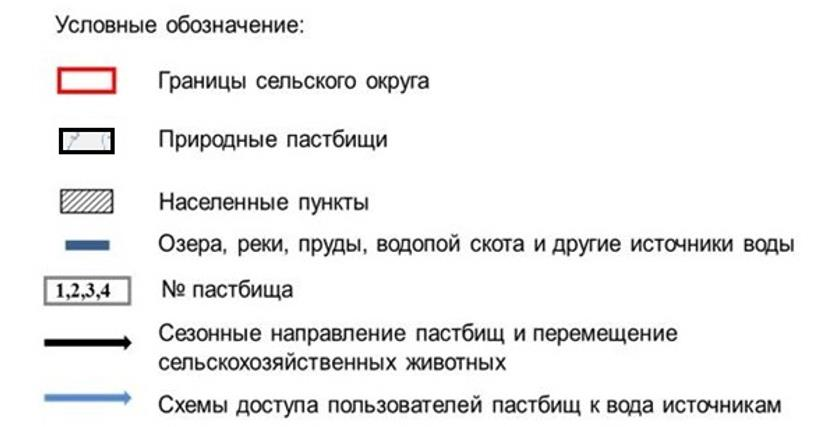 Условные обозначение:
Границы сельского округа
Природные пастбищи
Населенные пункты
Озера, реки, пруды, водопой скота и другие источники воды
1,2,3,4 № пастбища
Сезонные направление пастбищ и перемещение
сельскохозяйственных животных
Схемы доступа пользователей пастбищ к вода источникам